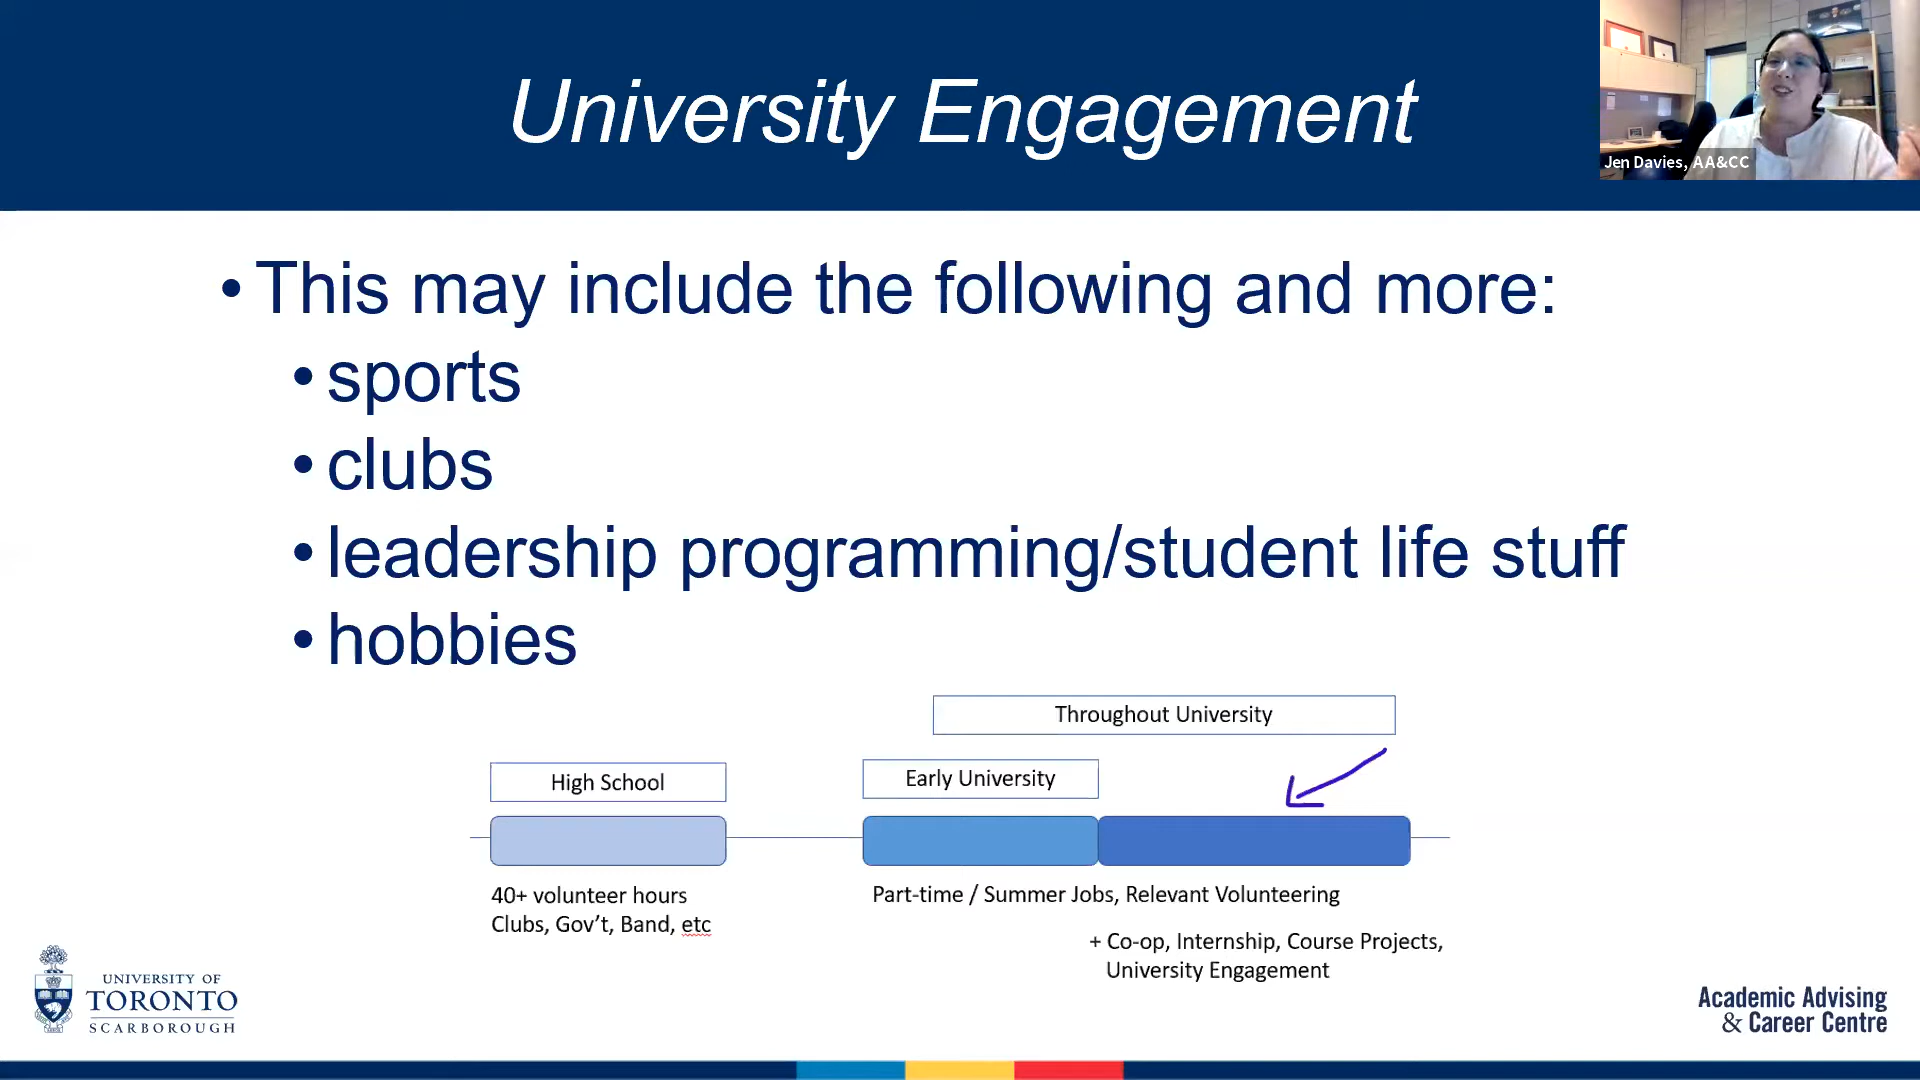 University Engagement
Jen Davies, AA&CC
• This may include the following and more:
• sports
• clubs
• leadership programming/student life stuff
• hobbies
Throughout University
High School
Early University
40+ volunteer hours
Clubs, Gov't, Band, etc
Part-time / Summer Jobs, Relevant Volunteering
+ Co-op, Internship, Course Projects,
University Engagement
UNIVERSITY OF
TORONTO
SCARBOROUGH
Academic Advising
& Career Centre